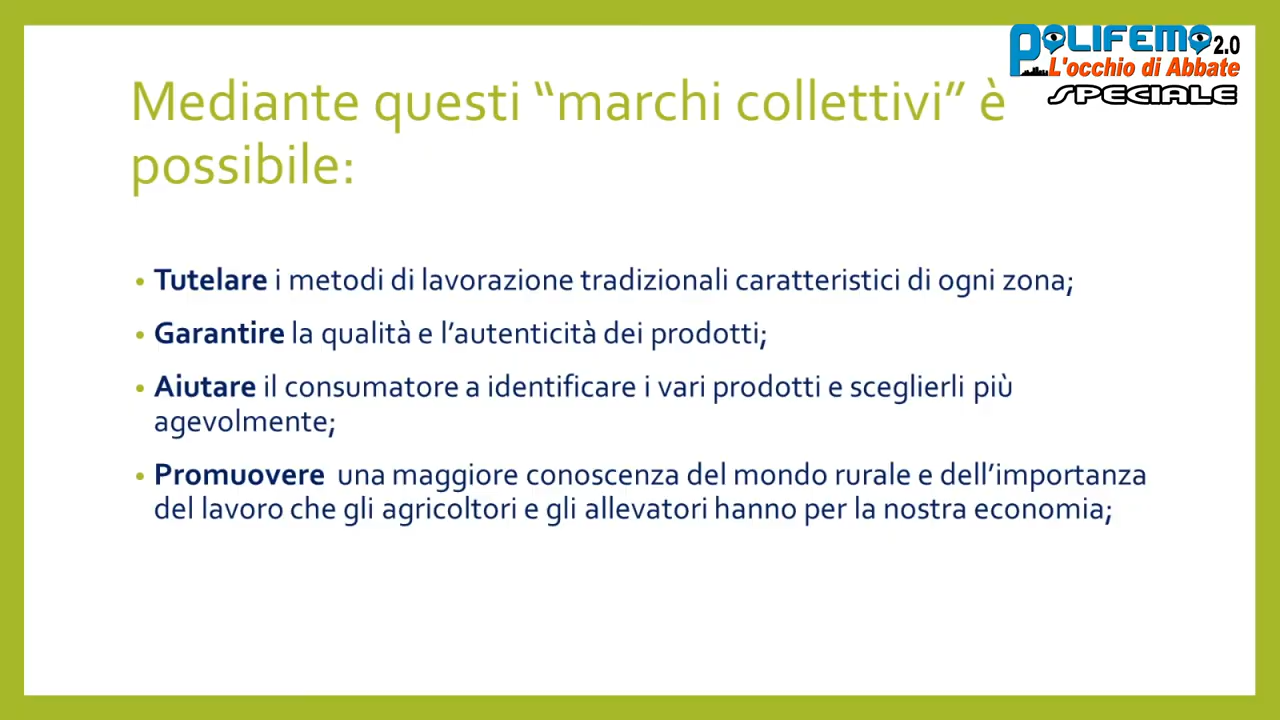 POLIFEMO 2.0
L'occhio di Abbate
SPECIALE
Mediante questi “marchi collettivi” è
possibile:
• Tutelare i metodi di lavorazione tradizionali caratteristici di ogni zona;
• Garantire la qualità e l’autenticità dei prodotti;
• Aiutare il consumatore a identificare i vari prodotti e sceglierli più
agevolmente;
• Promuovere una maggiore conoscenza del mondo rurale e dell’importanza
del lavoro che gli agricoltori e gli allevatori hanno per la nostra economia;